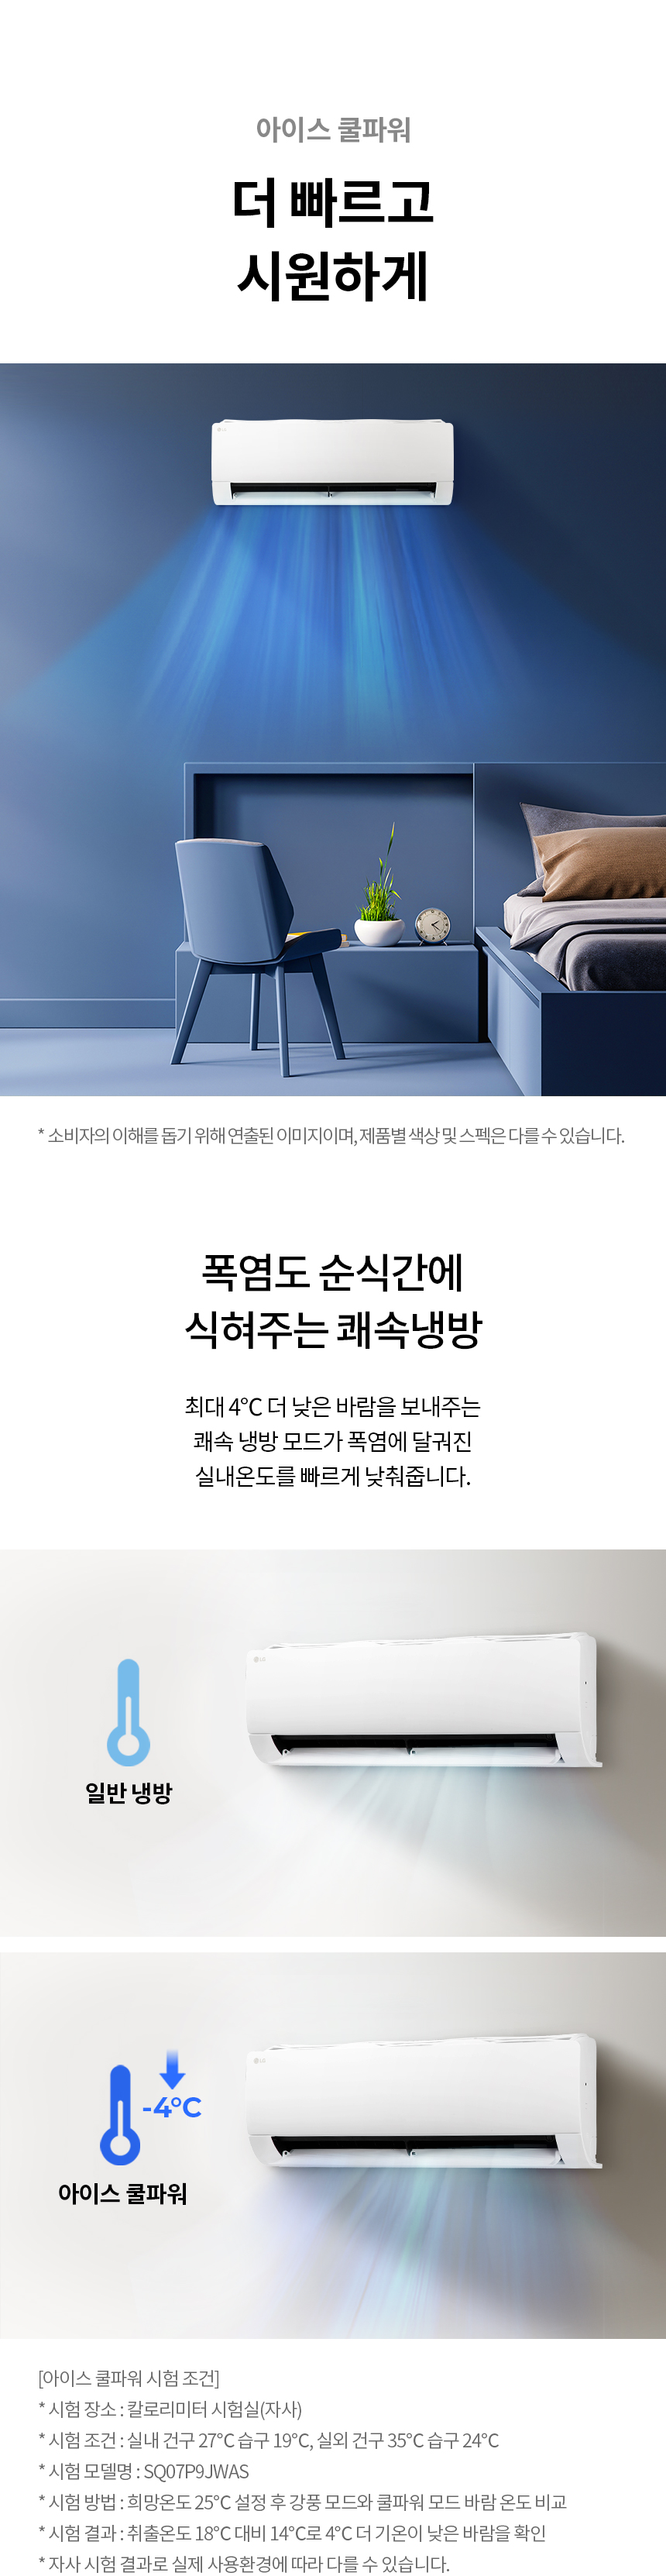 아이스 쿨파워
더 빠르고
시원하게
LG
* 소비자의 이해를 돕기 위해 연출된 이미지이며, 제품별 색상 및 스펙은 다를 수 있습니다.
폭염도 순식간에
식혀주는 쾌속냉방
최대 4℃ 더 낮은 바람을 보내주는
쾌속 냉방 모드가 폭염에 달궈진
실내온도를 빠르게 낮춰줍니다.
LG
일반 냉방
LG
-4°C
아이스 쿨파워
[아이스 쿨파워 시험 조건]
* 시험 장소 : 칼로리미터 시험실(자사)
* 시험 조건 : 실내 건구 27℃ 습구 19℃, 실외 건구 35℃ 습구 24℃
* 시험 모델명 : SQ07P9JWAS
* 시험 방법 : 희망온도 25℃ 설정 후 강풍 모드와 쿨파워 모드 바람 온도 비교
* 시험 결과 : 취출온도 18℃ 대비 14℃로 4℃ 더 기온이 낮은 바람을 확인
* 자사 시험 결과로 실제 사용환경에 따라 다를 수 있습니다.